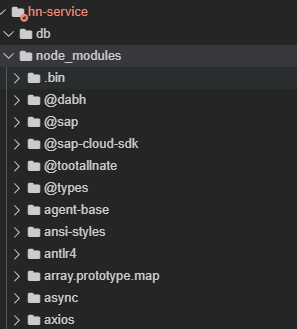 hn-service
db
node_modules
.bin
@dabh
@sap
@sap-cloud-sdk
@tootallnate
@types
agent-base
ansi-styles
antlr4
array.prototype.map
async
axios